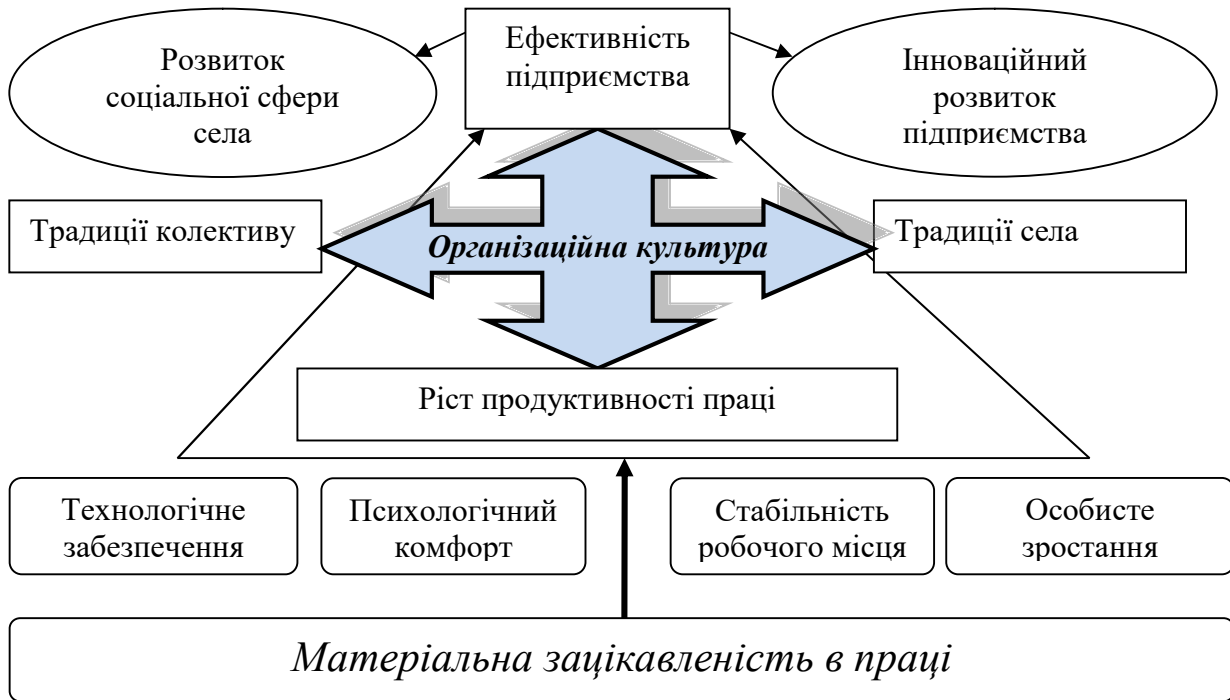 Розвиток
соціальної сфери
села
Ефективність
підприємства
Інноваційний
розвиток
підприємства
Традиції колективу
Організаційна культура
Традиції села
Ріст продуктивності праці
Технологічне
забезпечення
Психологічний
комфорт
Стабільність
робочого місця
Особисте
зростання
Матеріальна зацікавленість в праці